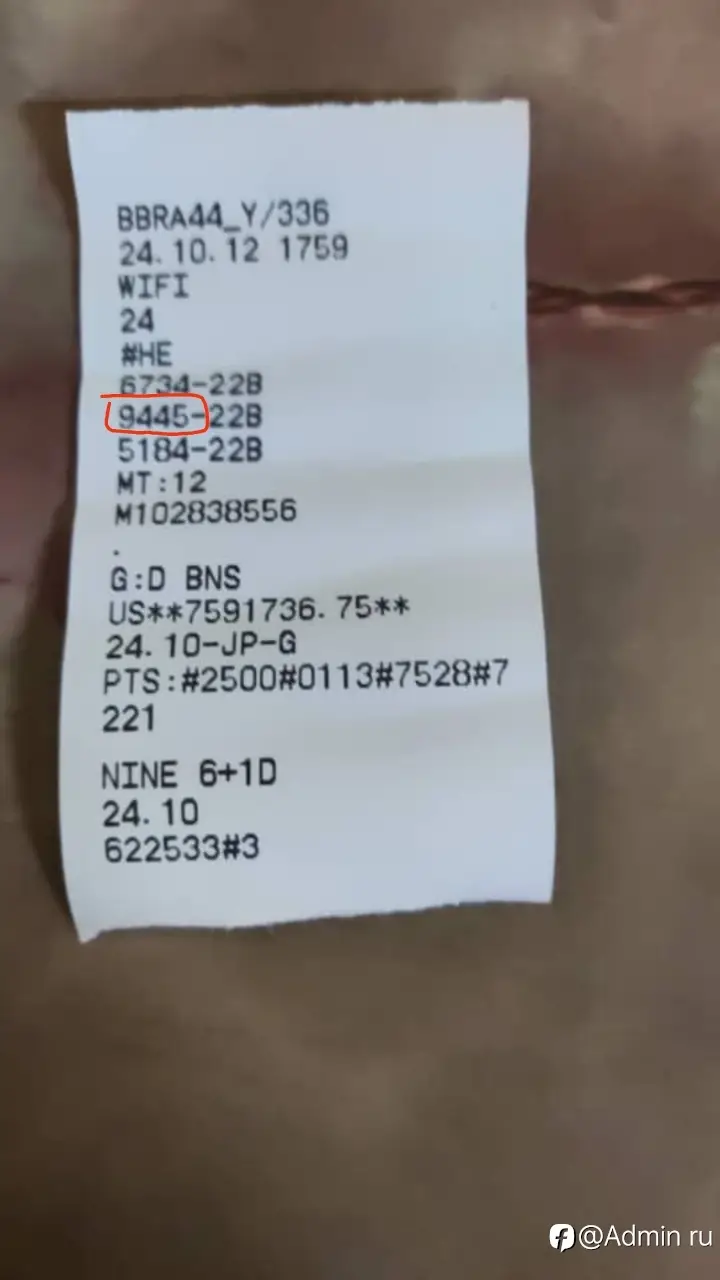 BBRA44_Y/336
24.10.12 1759
WIFI
24
#HE
6734-22B
9445-22B
5184-22B
MT:12
M102838556
.
G:D BNS
US**7591736.75**
24.10-JP-G
PTS:#2500#0113#7528#7
221
NINE 6+1D
24.10
622533#3
@Admin ru